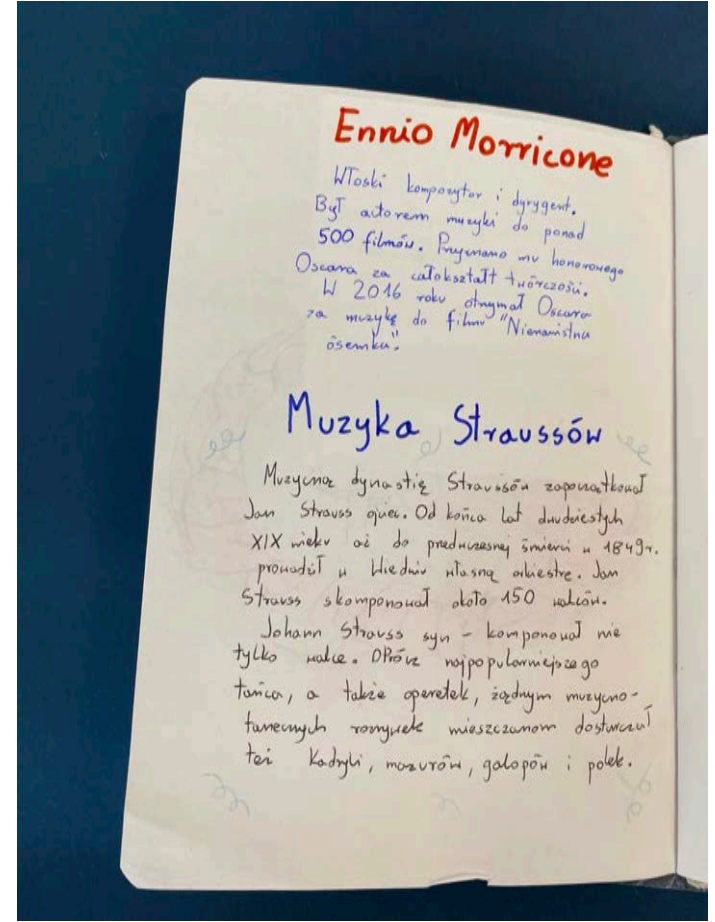 Ennio Morricone
Włoski kompozytor i dyrygent.
Był autorem muzyki do ponad
500 filmów. Przyznano mu honorowego
Oscara za całokształt twórczości.
W 2016 roku otrzymał Oscara
za muzykę do filmu "Nienawistna
ósemka".
Muzyka Straussów
Muzyczną dynastię Straussów zapoczątkował
Jan Strauss ojciec. Od końca lat dwudziestych
XIX wieku aż do przedwczesnej śmierci w 1849r.
prowadził w Wiedniu własną orkiestrę. Jan
Strauss skomponował około 150 walców.
Johann Strauss syn - komponował nie
tylko walce. OPrócz najpopularniejszego
tańca, a także operetek, żądnym muzyczno-
tanecznych rozrywek mieszczanom dostarczał
też Kadryli, mazurów, galopów i polek.